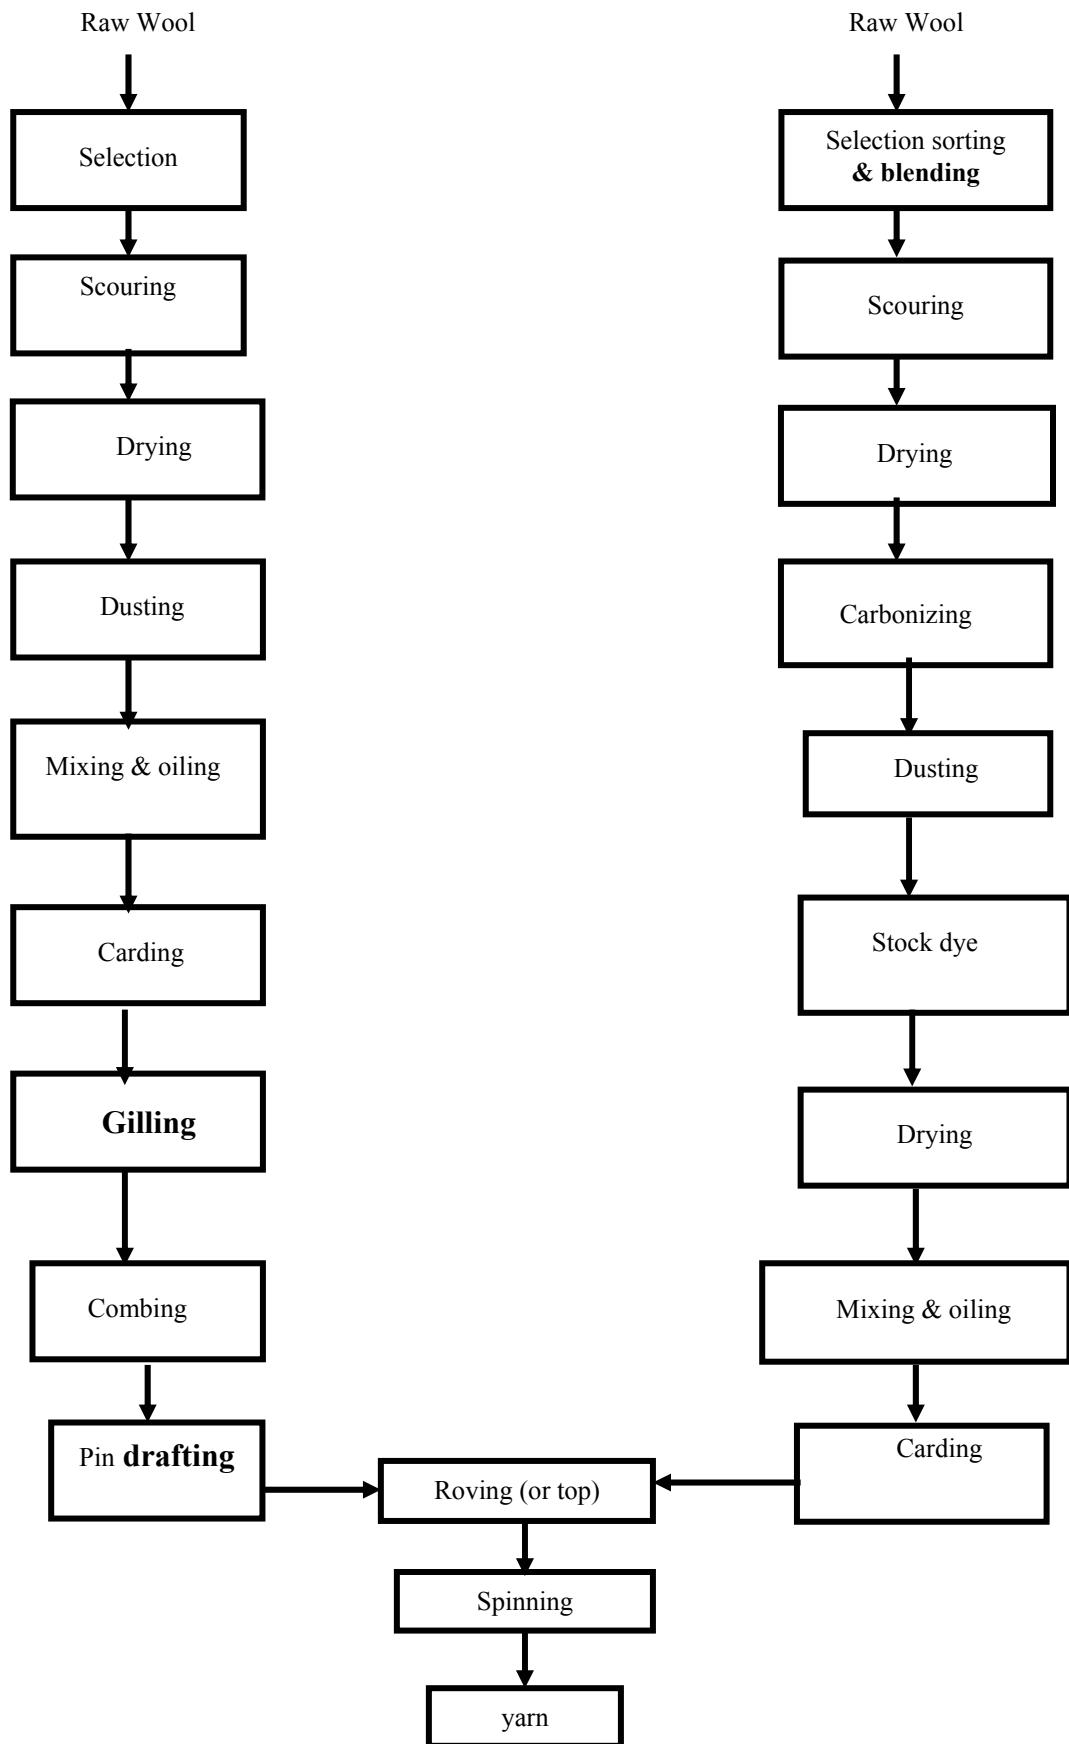 Raw Wool
Selection
Scouring
Drying
Dusting
Mixing & oiling
Carding
Gilling
Combing
Pin drafting
Raw Wool
Selection sorting
& blending
Scouring
Drying
Carbonizing
Dusting
Stock dye
Drying
Mixing & oiling
Carding
Roving (or top)
Spinning
yarn